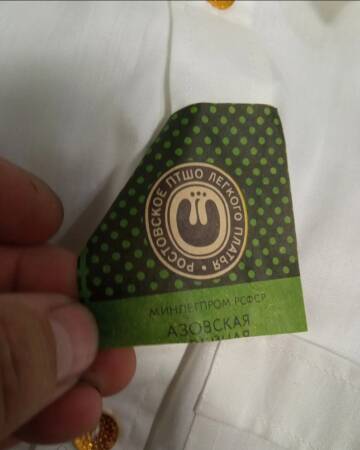 РОСТОВСКОЕ ПТШО ЛЕГКОГО ПЛАТЬЯ •
МИНЛЕГПРОМ РСФСР
АЗОВСКАЯ